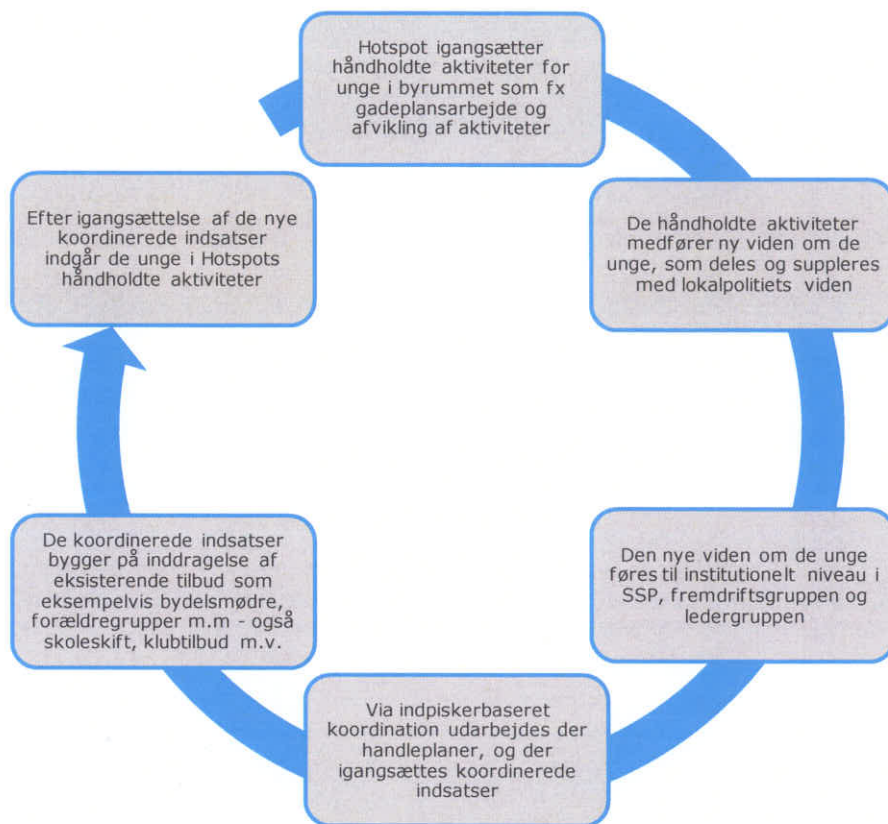 Hotspot igangsætter
håndholdte aktiviteter for
unge i byrummet som fx
gadeplansarbejde og
afvikling af aktiviteter
De håndholdte aktiviteter
medfører ny viden om de
unge, som deles og suppleres
med lokalpolitiets viden
Den nye viden om de unge
føres til institutionelt niveau i
SSP, fremdriftsgruppen og
ledergruppen
Via indpiskerbaseret
koordination udarbejdes der
handleplaner, og der
igangsættes koordinerede
indsatser
De koordinerede indsatser
bygger på inddragelse af
eksisterende tilbud som
eksempelvis bydelsmødre,
forældregrupper m.m - også
skoleskift, klubtilbud m.v.
Efter igangsættelse af de nye
koordinerede indsatser
indgår de unge i Hotspots
håndholdte aktiviteter